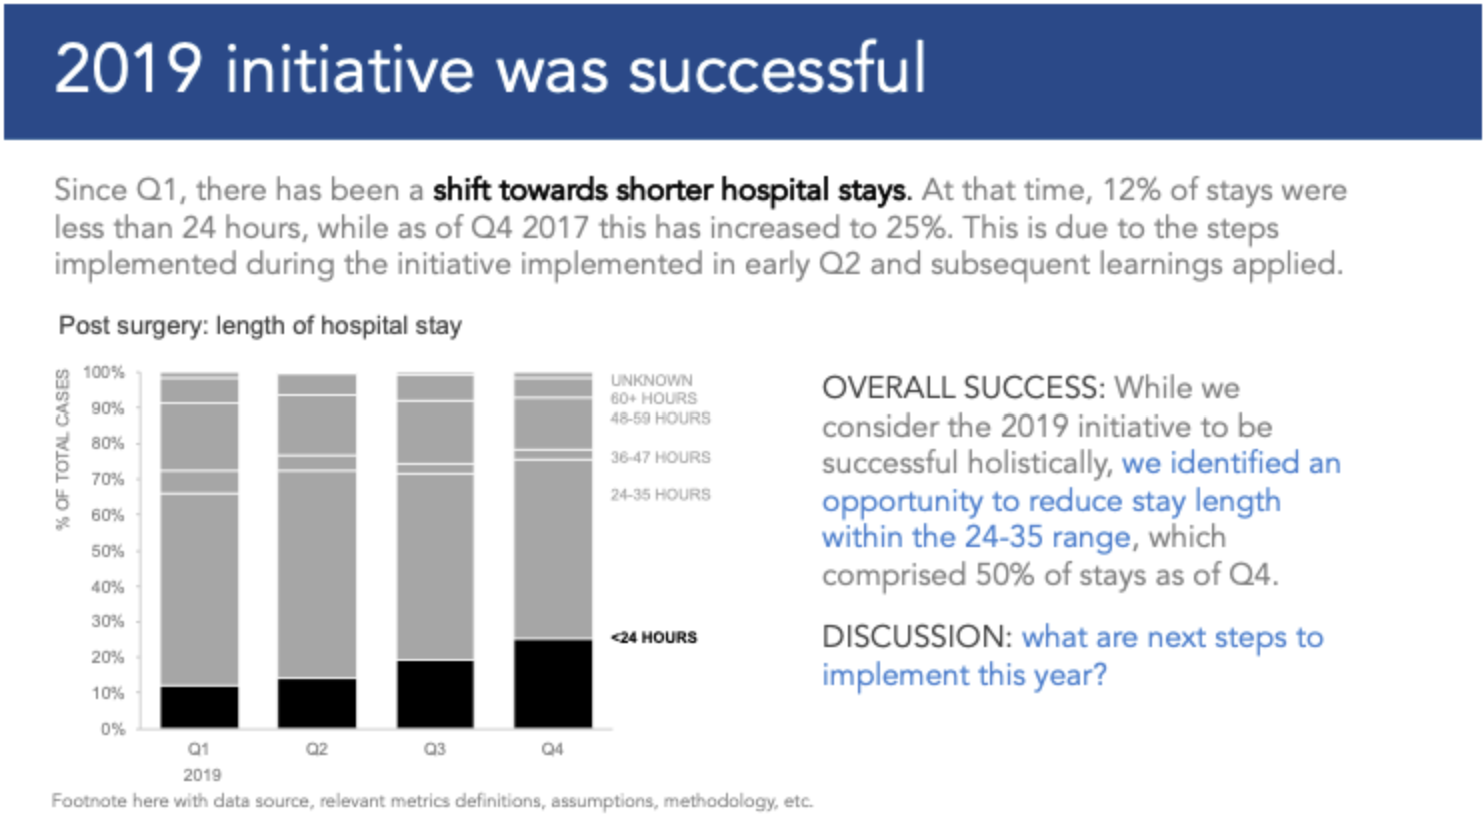 2019 initiative was successful
Since Q1, there has been a shift towards shorter hospital stays. At that time, 12% of stays were
less than 24 hours, while as of Q4 2017 this has increased to 25%. This is due to the steps
implemented during the initiative implemented in early Q2 and subsequent learnings applied.
Post surgery: length of hospital stay
% OF TOTAL CASES
100%
90%
80%
70%
60%
50%
40%
30%
20%
10%
0%
Q1
Q2
Q3
Q4
2019
UNKNOWN
60+ HOURS
48-59 HOURS
36-47 HOURS
24-35 HOURS
<24 HOURS
OVERALL SUCCESS: While we
consider the 2019 initiative to be
successful holistically, we identified an
opportunity to reduce stay length
within the 24-35 range, which
comprised 50% of stays as of Q4.
DISCUSSION: what are next steps to
implement this year?
Footnote here with data source, relevant metrics definitions, assumptions, methodology, etc.